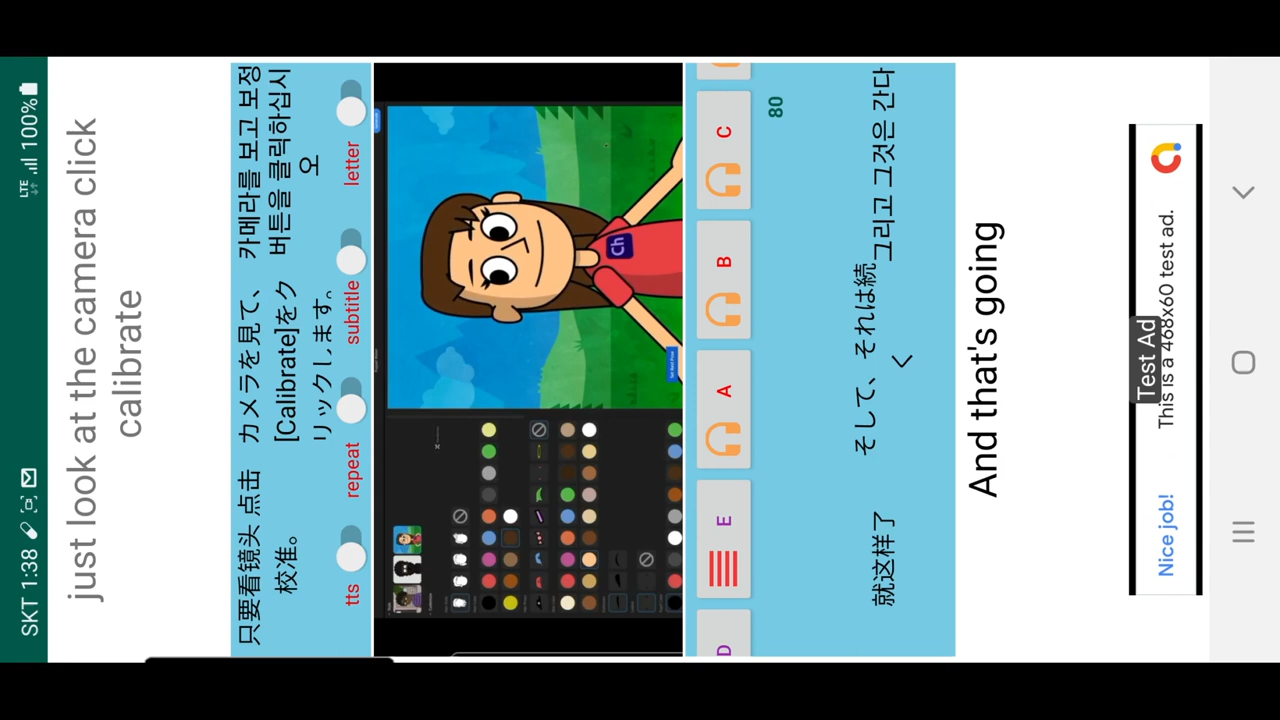 SKT 1:38
LTE
100%
just look at the camera click
calibrate
只要看镜头 点击
校准。
カメラを見て、
[Calibrate]をク
リックします。
카메라를 보고 보정
버튼을 클릭하십시
오
tts
repeat
subtitle
letter
Ch
D
E
A
B
C
80
就这样了
そして、それは続
く
그리고 그것은 간다
And that's going
Test Ad
Nice job!
This is a 468x60 test ad.